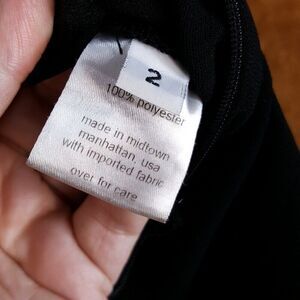 2
100% polyester
made in midtown
manhattan, usa
with imported fabric
over for care